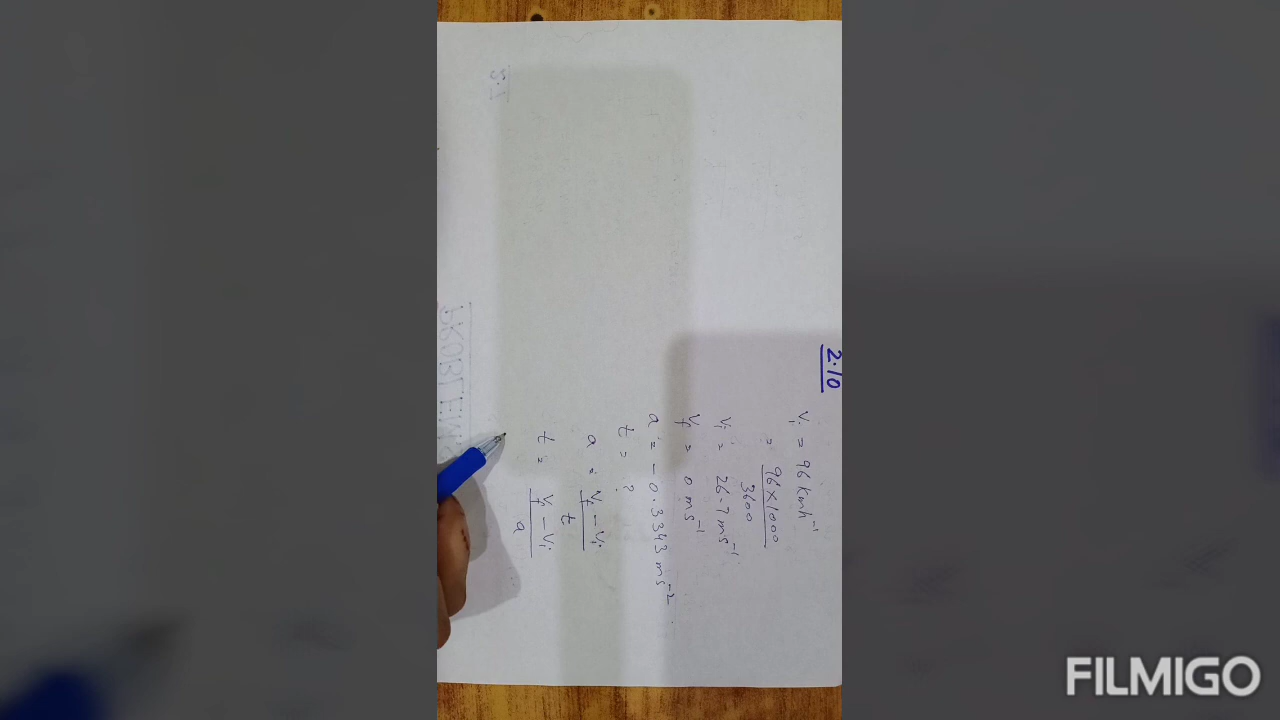 2.10
Vi = 96 kmh⁻¹
= 96×1000
3600
Vi = 26.7 ms⁻¹
Vf = 0 ms⁻¹
a = -0.3343 ms⁻²
t = ?
a = Vf - Vi
t
t = Vf - Vi
a
FILMIGO